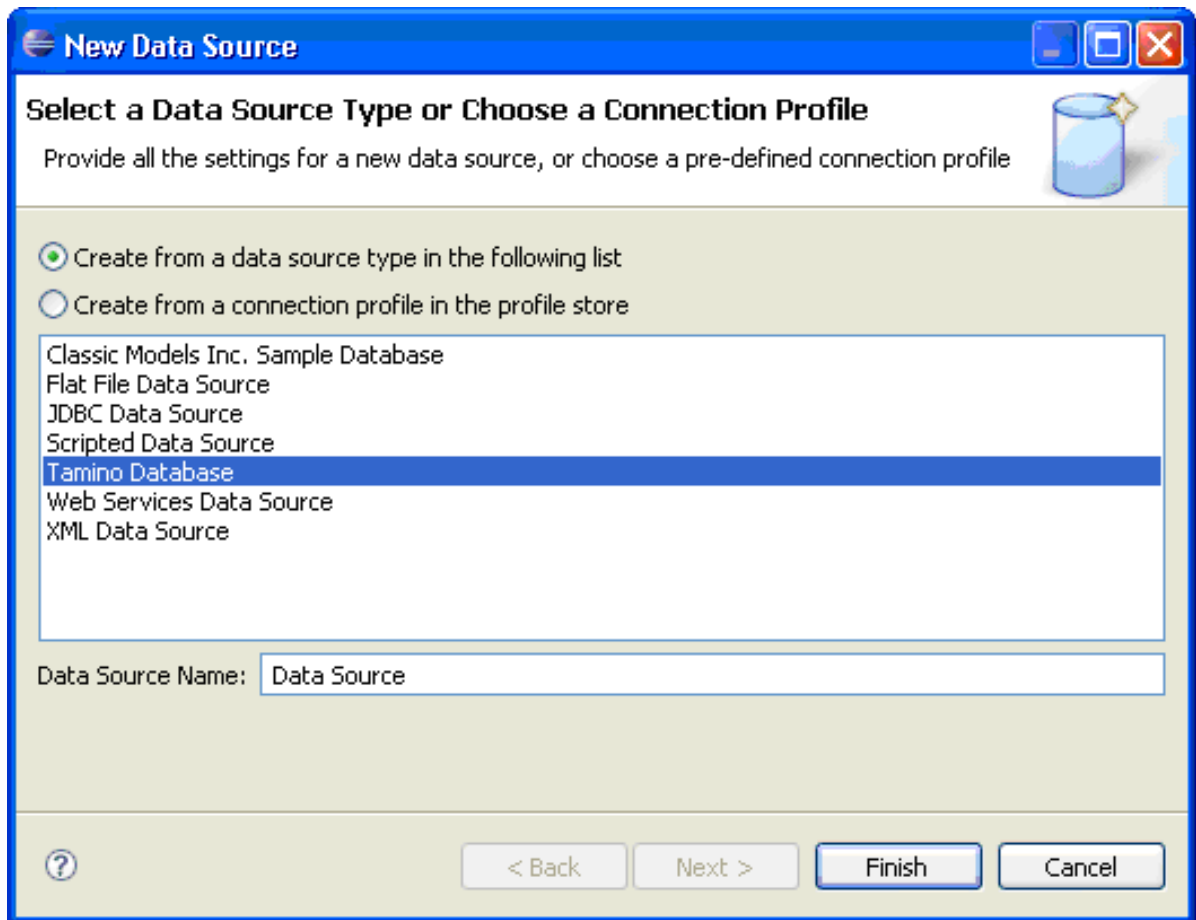 New Data Source
Select a Data Source Type or Choose a Connection Profile
Provide all the settings for a new data source, or choose a pre-defined connection profile
Create from a data source type in the following list
Create from a connection profile in the profile store
Classic Models Inc. Sample Database
Flat File Data Source
JDBC Data Source
Scripted Data Source
Tamino Database
Web Services Data Source
XML Data Source
Data Source Name: Data Source
? < Back Next > Finish Cancel